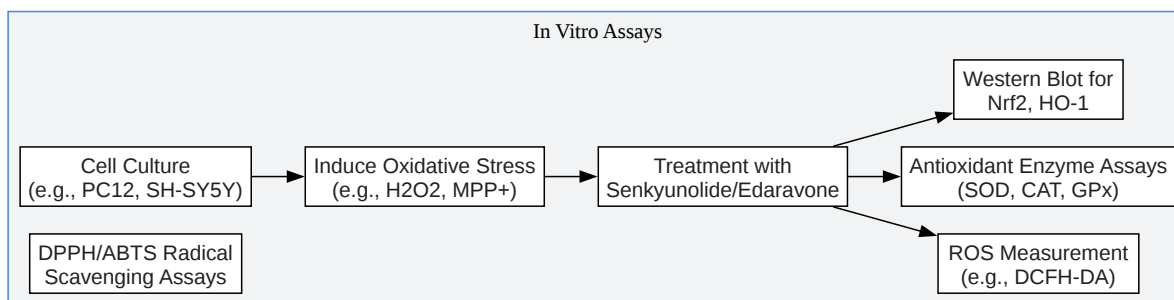 In Vitro Assays
Cell Culture
(e.g., PC12, SH-SY5Y)
Induce Oxidative Stress
(e.g., H2O2, MPP+)
Treatment with
Senkyunolide/Edaravone
Western Blot for
Nrf2, HO-1
Antioxidant Enzyme Assays
(SOD, CAT, GPx)
ROS Measurement
(e.g., DCFH-DA)
DPPH/ABTS Radical
Scavenging Assays